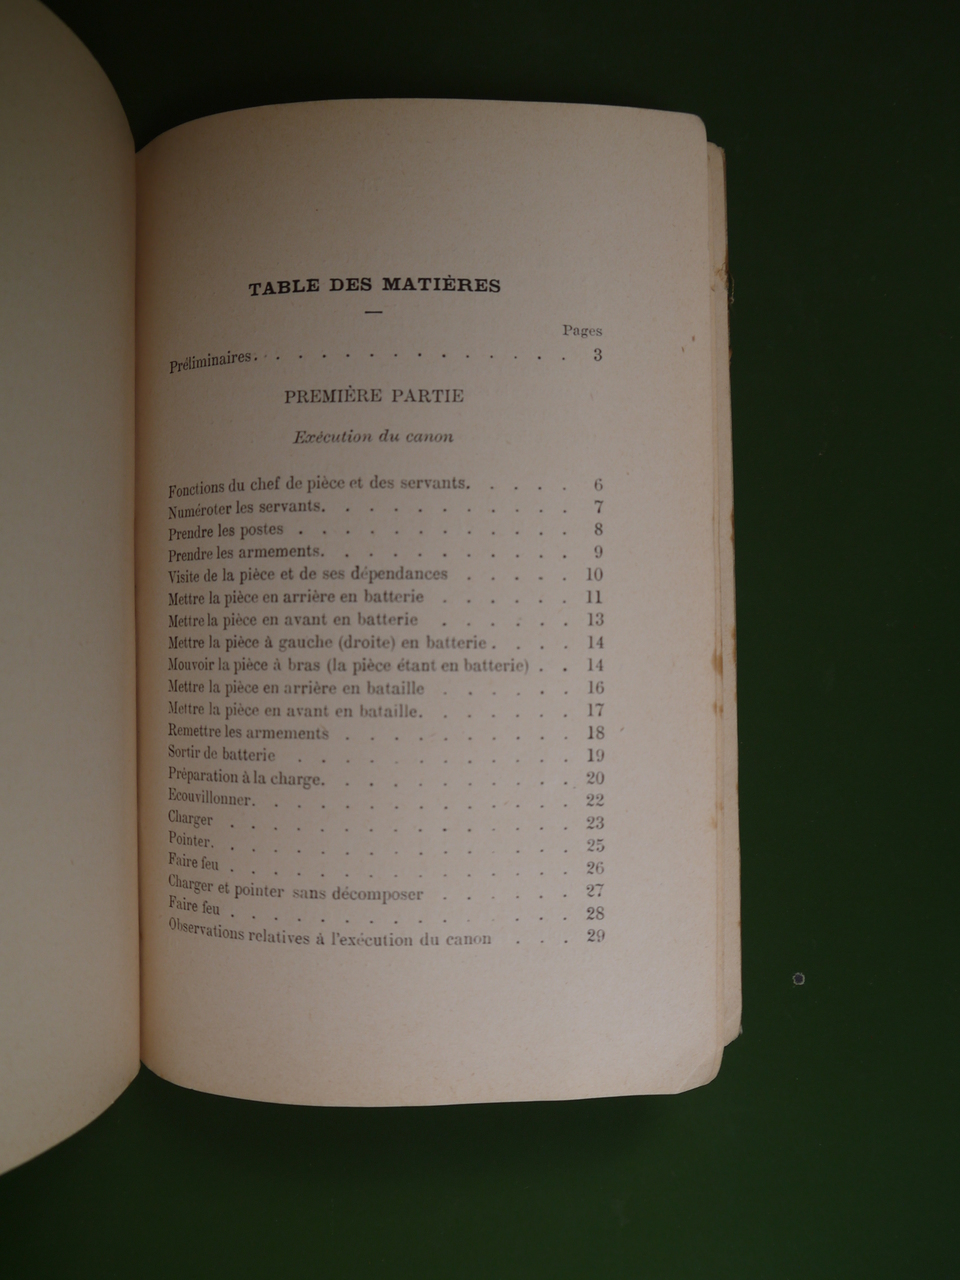 TABLE DES MATIÈRES
Pages
Préliminaires. . . . . . . . . . . . . . 3
PREMIÈRE PARTIE
Exécution du canon
Fonctions du chef de pièce et des servants. . . . . 6
Numéroter les servants. . . . . . . . . . . 7
Prendre les postes . . . . . . . . . . . . 8
Prendre les armements. . . . . . . . . . . 9
Visite de la pièce et de ses dépendances . . . . . 10
Mettre la pièce en arrière en batterie . . . . . . 11
Mettre la pièce en avant en batterie . . . . . . 13
Mettre la pièce à gauche (droite) en batterie . . . . 14
Mouvoir la pièce à bras (la pièce étant en batterie) . . 14
Mettre la pièce en arrière en bataille . . . . . . 16
Mettre la pièce en avant en bataille. . . . . . . 17
Remettre les armements . . . . . . . . . . 18
Sortir de batterie . . . . . . . . . . . . 19
Préparation à la charge. . . . . . . . . . . 20
Ecouvillonner. . . . . . . . . . . . . . 22
Charger . . . . . . . . . . . . . . . 23
Pointer. . . . . . . . . . . . . . . . 25
Faire feu . . . . . . . . . . . . . . . 26
Charger et pointer sans décomposer . . . . . . 27
Faire feu . . . . . . . . . . . . . . . 28
Observations relatives à l'exécution du canon . . . 29